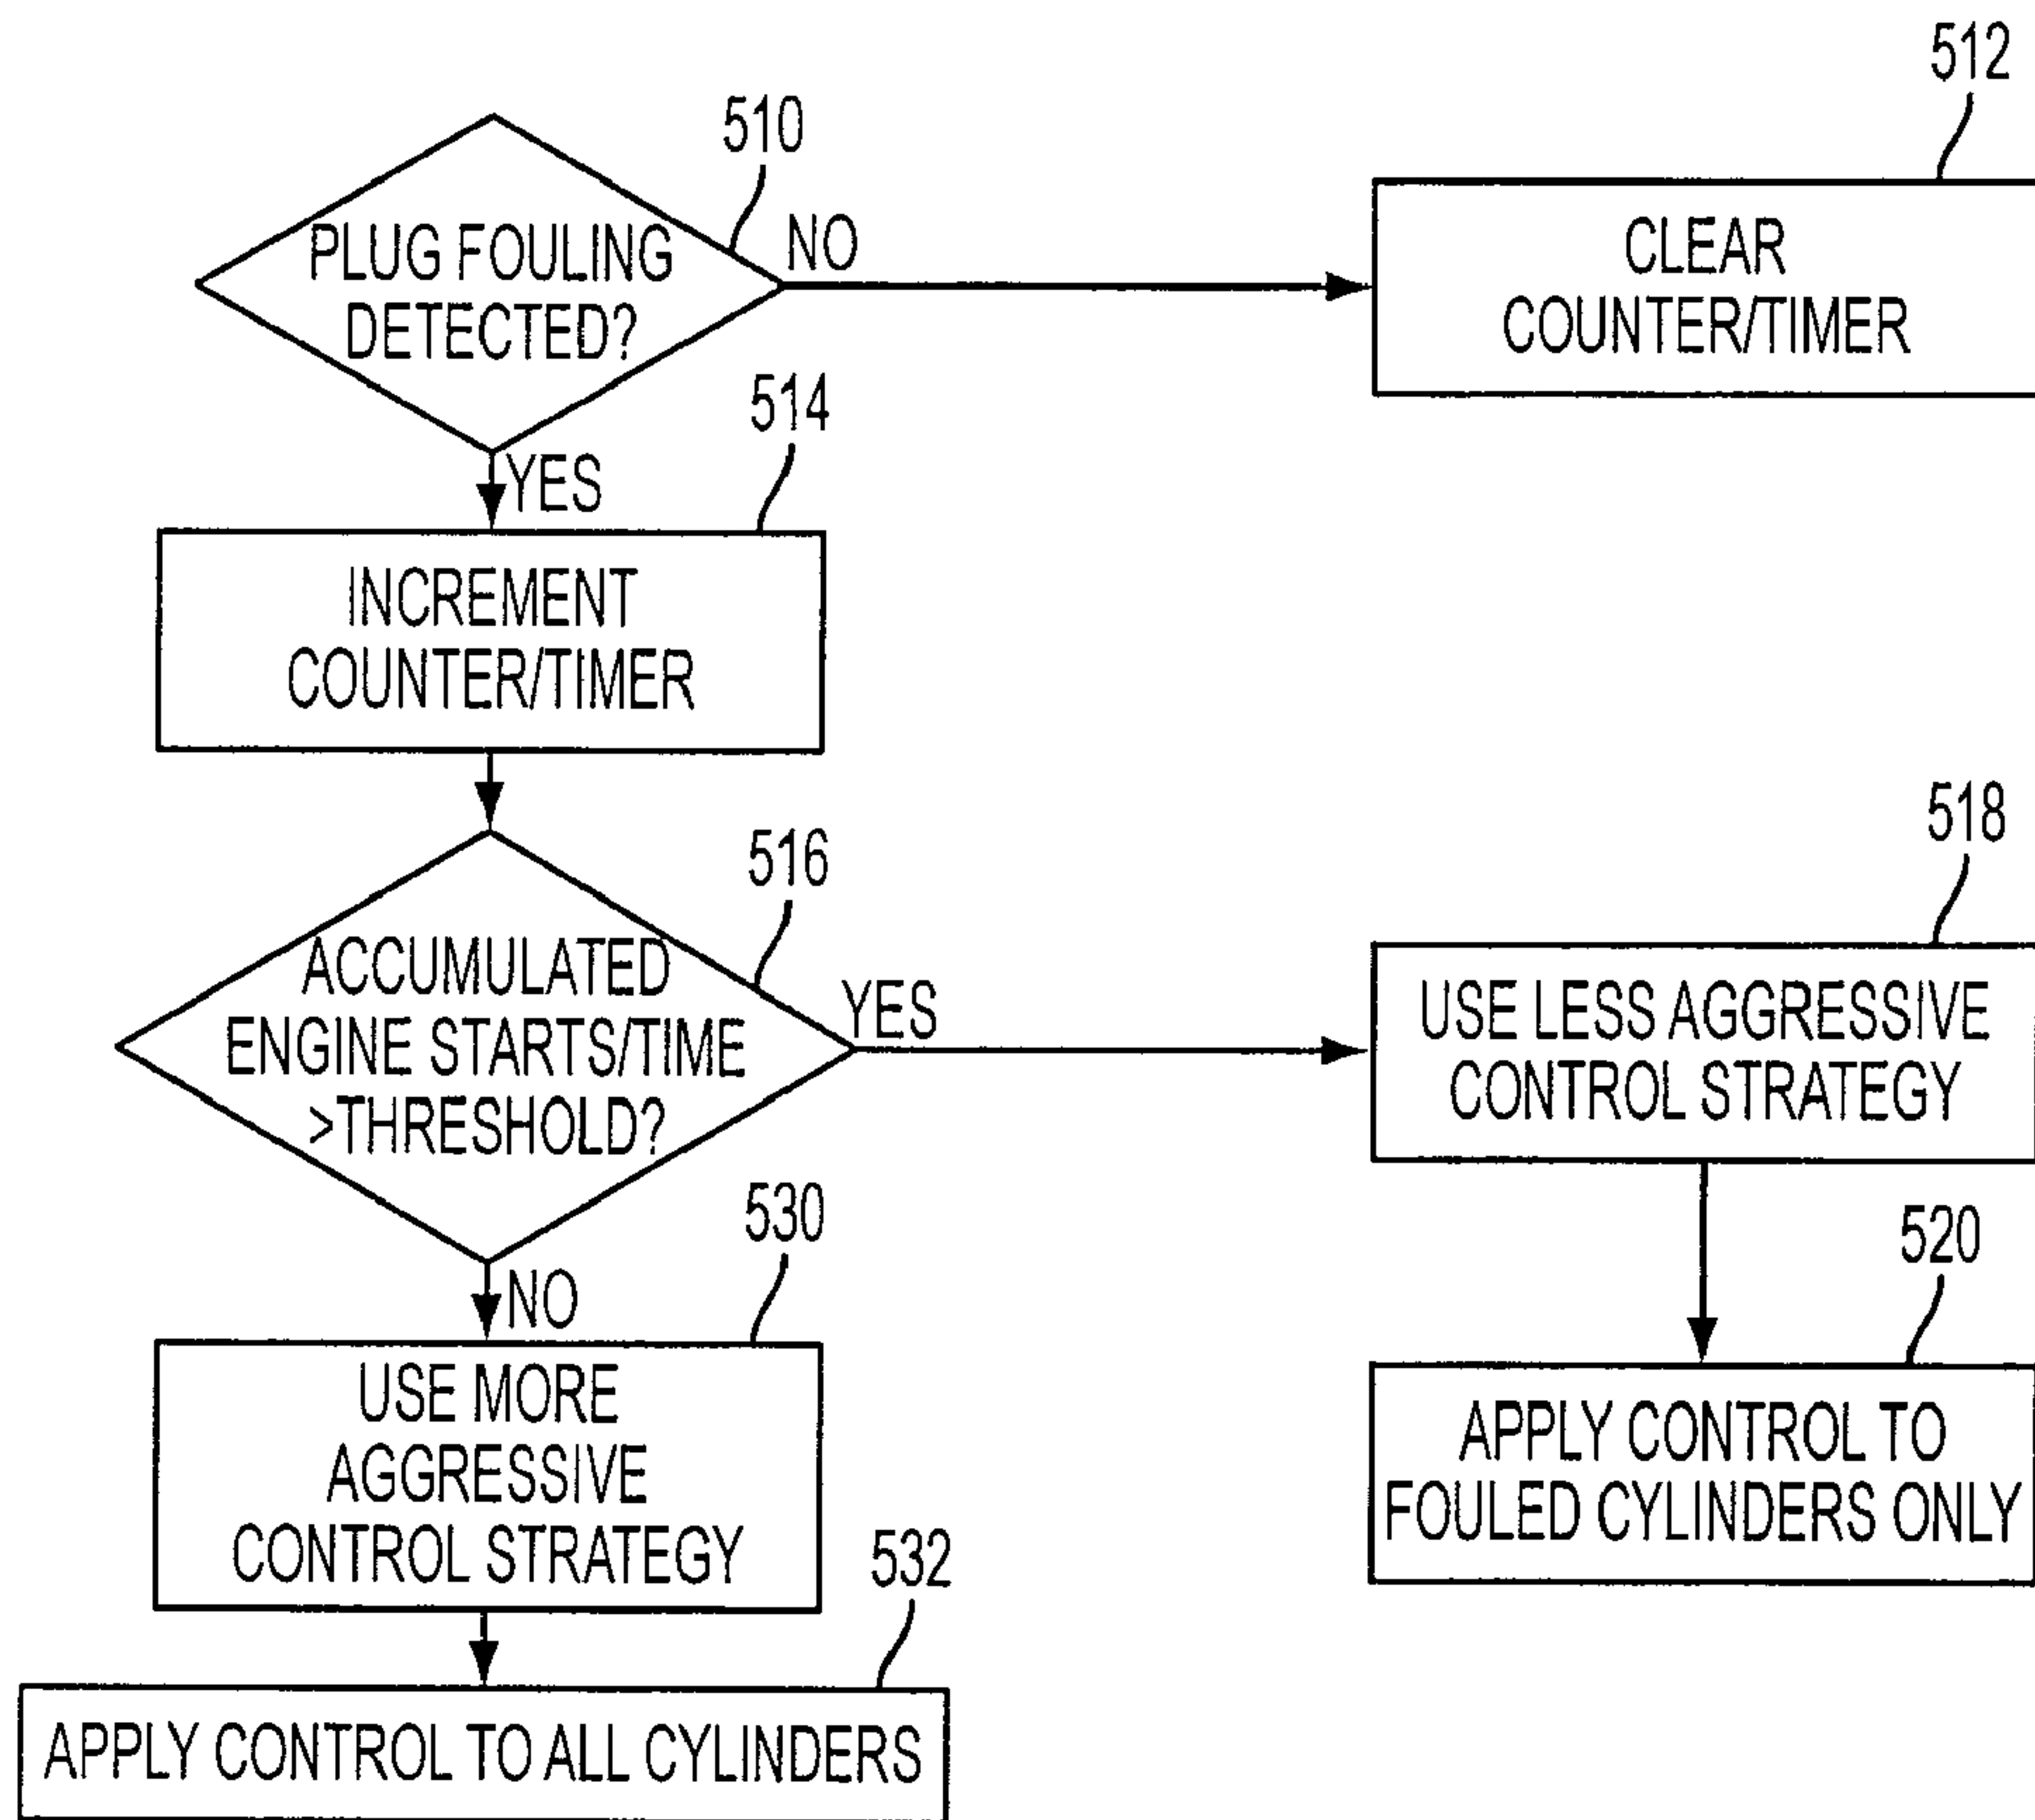 512
510
PLUG FOULING
DETECTED?
NO
CLEAR
COUNTER/TIMER
YES
514
INCREMENT
COUNTER/TIMER
516
ACCUMULATED
ENGINE STARTS/TIME
>THRESHOLD?
YES
518
USE LESS AGGRESSIVE
CONTROL STRATEGY
520
APPLY CONTROL TO
FOULED CYLINDERS ONLY
NO
530
USE MORE
AGGRESSIVE
CONTROL STRATEGY
532
APPLY CONTROL TO ALL CYLINDERS